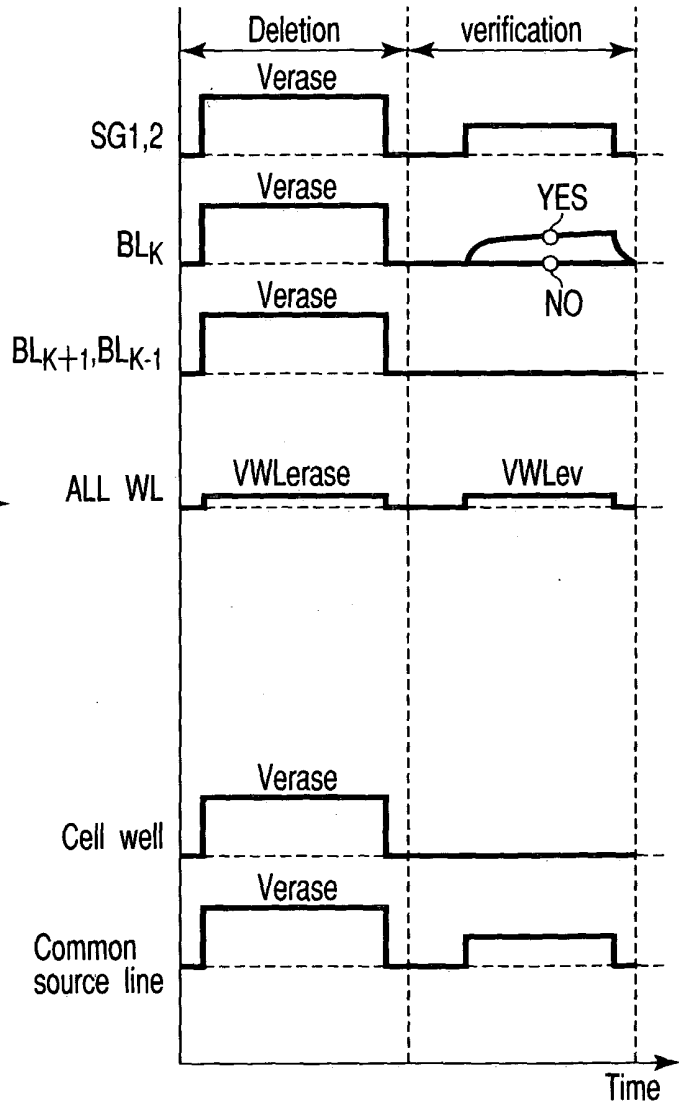 Deletion verification
Verase
SG1,2
Verase
YES
BLK
NO
Verase
BLK+1,BLK-1
VWLerase VWLev
ALL WL
Verase
Cell well
Verase
Common
source line
Time